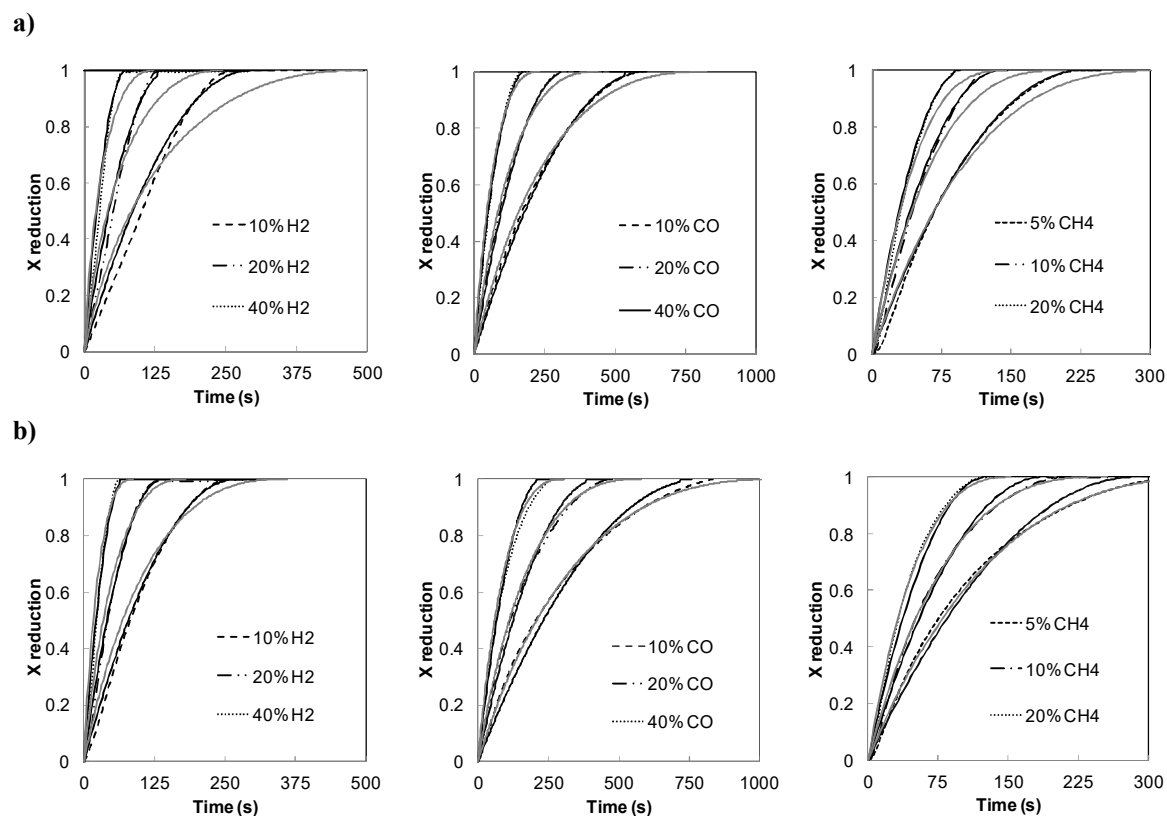 a)
1
0.8
0.6
0.4
0.2
0
X reduction
10% H2
20% H2
40% H2
0 125 250 375 500
Time (s)
1
0.8
0.6
0.4
0.2
0
X reduction
10% CO
20% CO
40% CO
0 250 500 750 1000
Time (s)
1
0.8
0.6
0.4
0.2
0
X reduction
5% CH4
10% CH4
20% CH4
0 75 150 225 300
Time (s)
b)
1
0.8
0.6
0.4
0.2
0
X reduction
10% H2
20% H2
40% H2
0 125 250 375 500
Time (s)
1
0.8
0.6
0.4
0.2
0
X reduction
10% CO
20% CO
40% CO
0 250 500 750 1000
Time (s)
1
0.8
0.6
0.4
0.2
0
X reduction
5% CH4
10% CH4
20% CH4
0 75 150 225 300
Time (s)